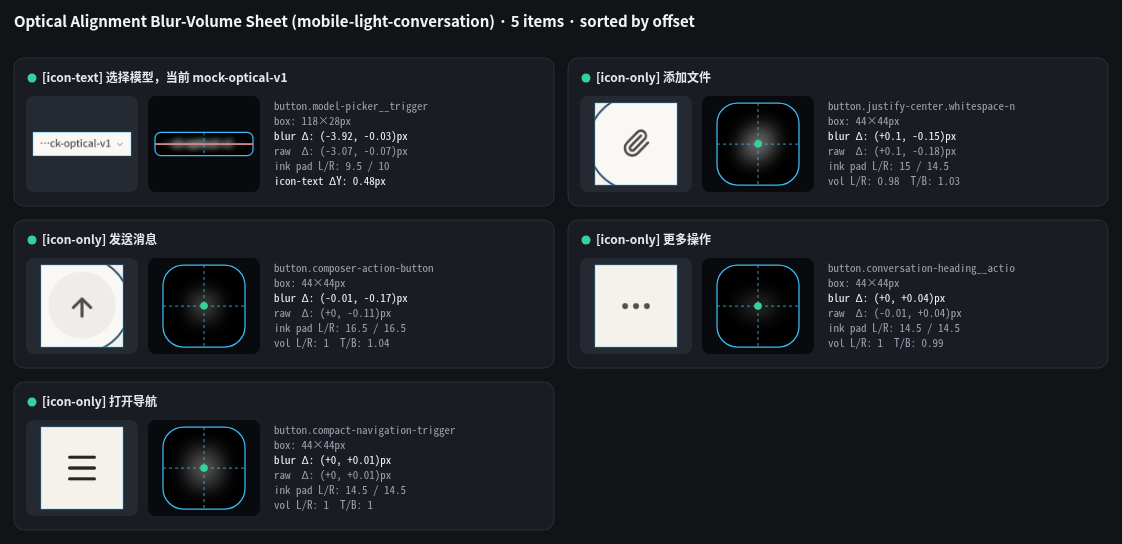 Optical Alignment Blur-Volume Sheet (mobile-light-conversation) · 5 items · sorted by offset
[icon-text] 选择模型，当前 mock-optical-v1
···ck-optical-v1
button.model-picker__trigger
box: 118×28px
blur Δ: (-3.92, -0.03)px
raw Δ: (-3.07, -0.07)px
ink pad L/R: 9.5 / 10
icon-text ΔY: 0.48px
[icon-only] 添加文件
button.justify-center.whitespace-n
box: 44×44px
blur Δ: (+0.1, -0.15)px
raw Δ: (+0.1, -0.18)px
ink pad L/R: 15 / 14.5
vol L/R: 0.98 T/B: 1.03
[icon-only] 发送消息
button.composer-action-button
box: 44×44px
blur Δ: (-0.01, -0.17)px
raw Δ: (+0, -0.11)px
ink pad L/R: 16.5 / 16.5
vol L/R: 1 T/B: 1.04
[icon-only] 更多操作
button.conversation-heading__actio
box: 44×44px
blur Δ: (+0, +0.04)px
raw Δ: (-0.01, +0.04)px
ink pad L/R: 14.5 / 14.5
vol L/R: 1 T/B: 0.99
[icon-only] 打开导航
button.compact-navigation-trigger
box: 44×44px
blur Δ: (+0, +0.01)px
raw Δ: (+0, +0.01)px
ink pad L/R: 14.5 / 14.5
vol L/R: 1 T/B: 1